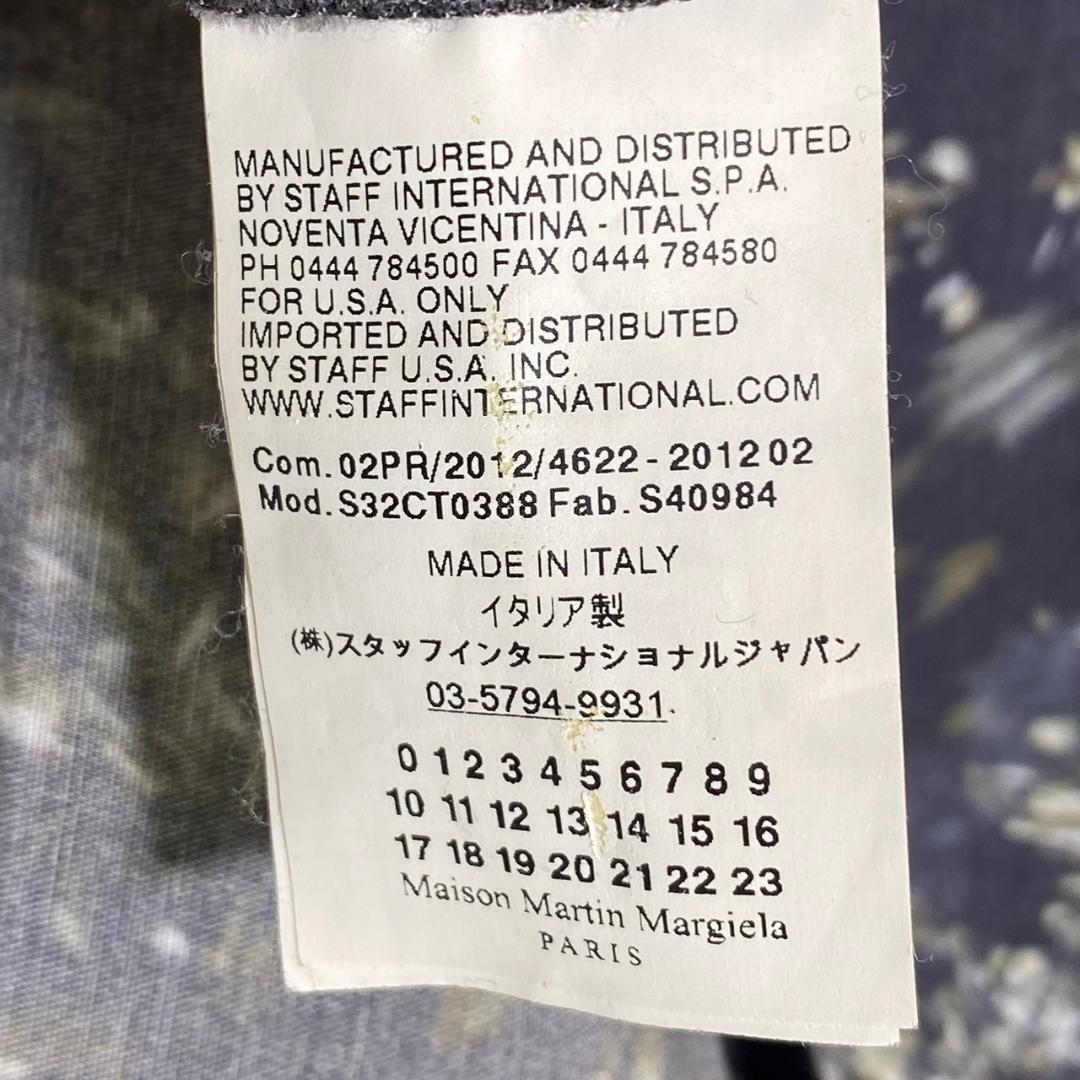 MANUFACTURED AND DISTRIBUTED
BY STAFF INTERNATIONAL S.P.A.
NOVENTA VICENTINA - ITALY
PH 0444 784500 FAX 0444 784580
FOR U.S.A. ONLY
IMPORTED AND DISTRIBUTED
BY STAFF U.S.A. INC.
WWW.STAFFINTERNATIONAL.COM
Com. 02PR/2012/4622 - 2012 02
Mod. S32CT0388 Fab. S40984
MADE IN ITALY
イタリア製
(株)スタッフインターナショナルジャパン
03-5794-9931.
0 1 2 3 4 5 6 7 8 9
10 11 12 13 14 15 16
17 18 19 20 21 22 23
Maison Martin Margiela
PARIS